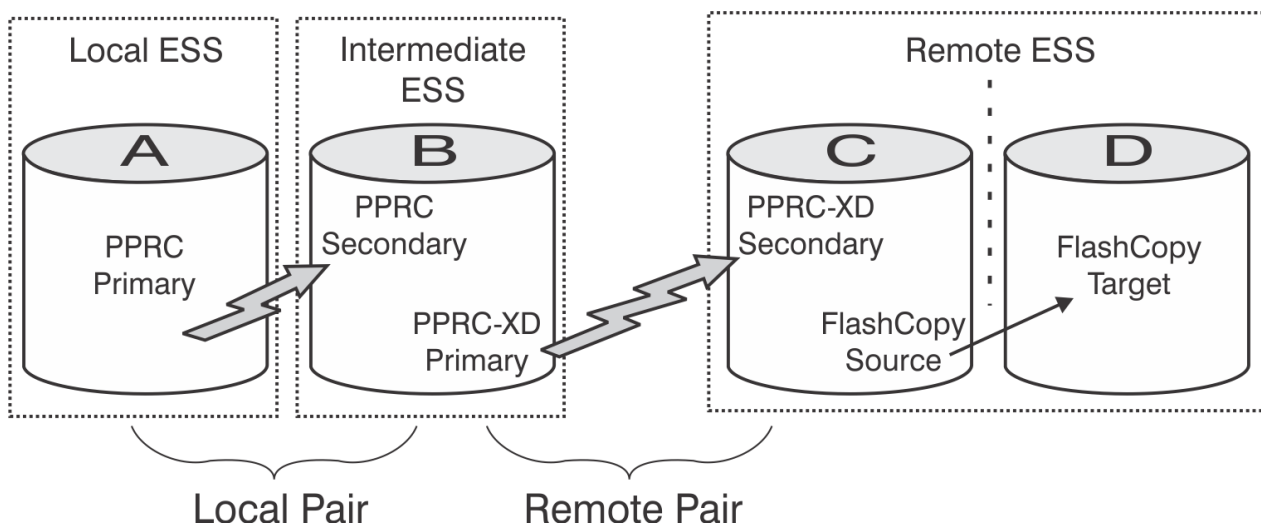 Local ESS
A
PPRC
Primary
Intermediate
ESS
B
PPRC
Secondary
PPRC-XD
Primary
Remote ESS
C
PPRC-XD
Secondary
FlashCopy
Source
D
FlashCopy
Target
Local Pair
Remote Pair